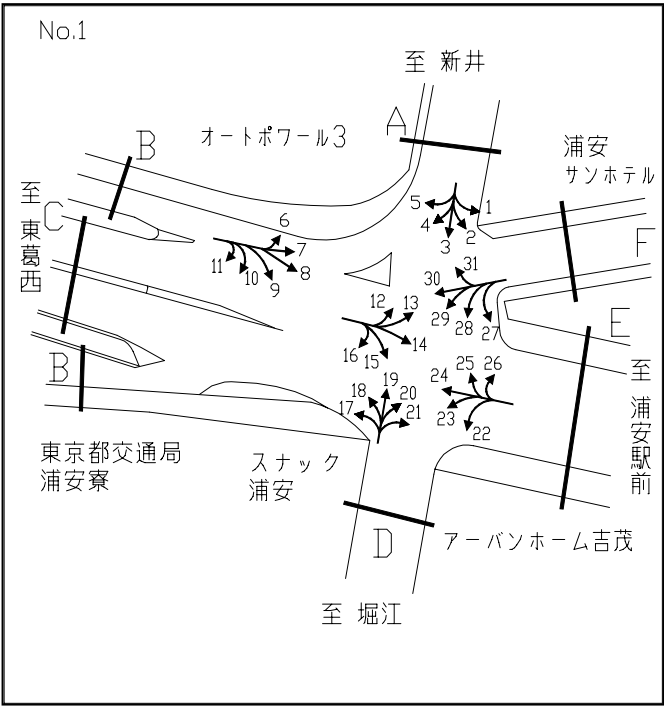 No.1
至 新井
A
オートポワール3
B
浦安
サンホテル
至 東葛西
C
5
1
4
2
3
6
7
8
9
10
11
F
31
30
29
28
27
12
13
14
15
16
E
至 浦安駅前
B
24
25
26
23
22
19
18
20
17
21
東京都交通局
浦安寮
スナック
浦安
D
アーバンホーム吉茂
至 堀江